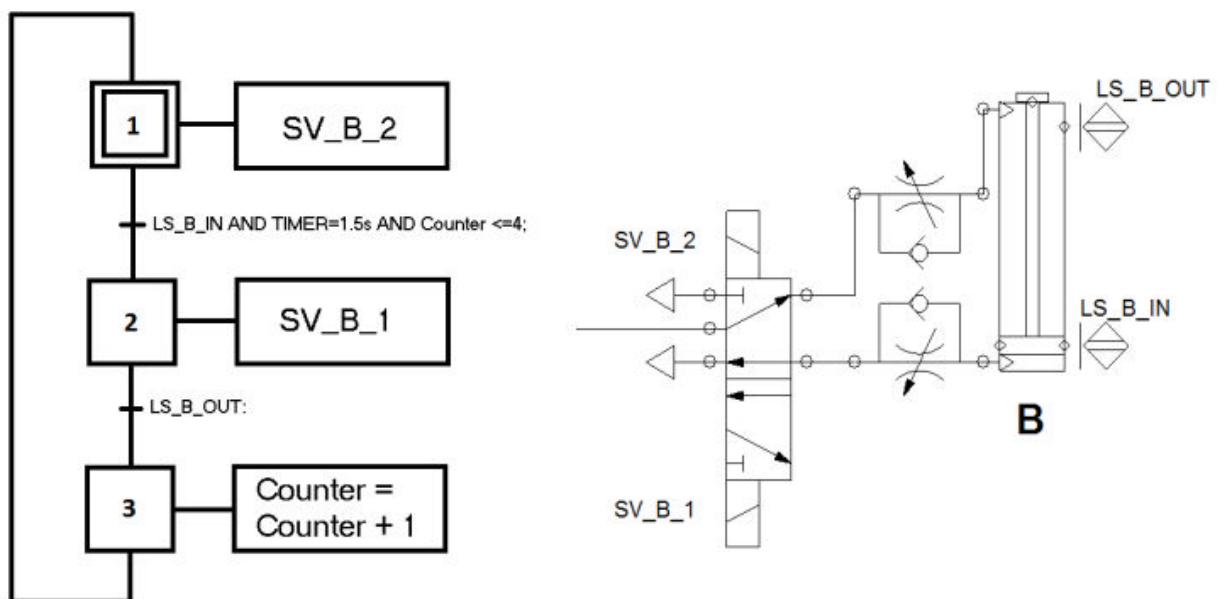 1
SV_B_2
LS_B_IN AND TIMER=1.5s AND Counter <=4;
2
SV_B_1
LS_B_OUT:
3
Counter =
Counter + 1
LS_B_OUT
SV_B_2
LS_B_IN
B
SV_B_1